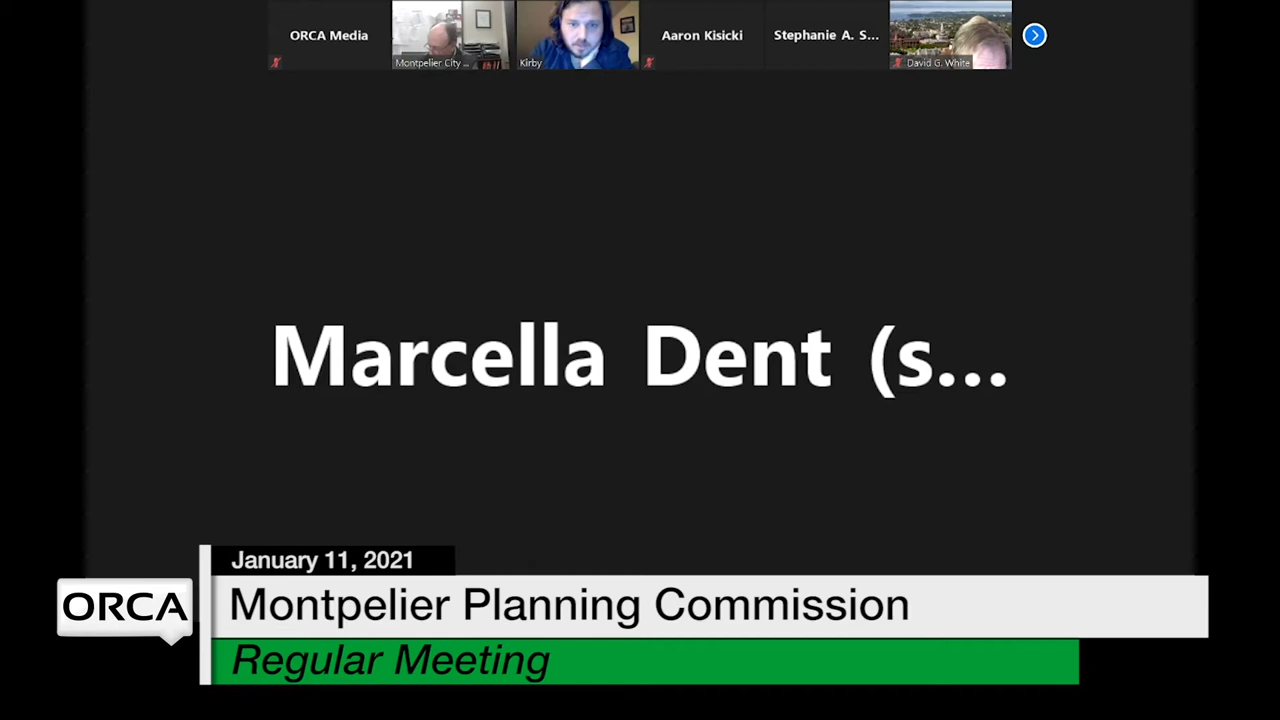 ORCA Media
Montpelier City ...
Kirby
Aaron Kisicki
Stephanie A. S...
David G. White
Marcella Dent (s...
January 11, 2021
ORCA
Montpelier Planning Commission
Regular Meeting